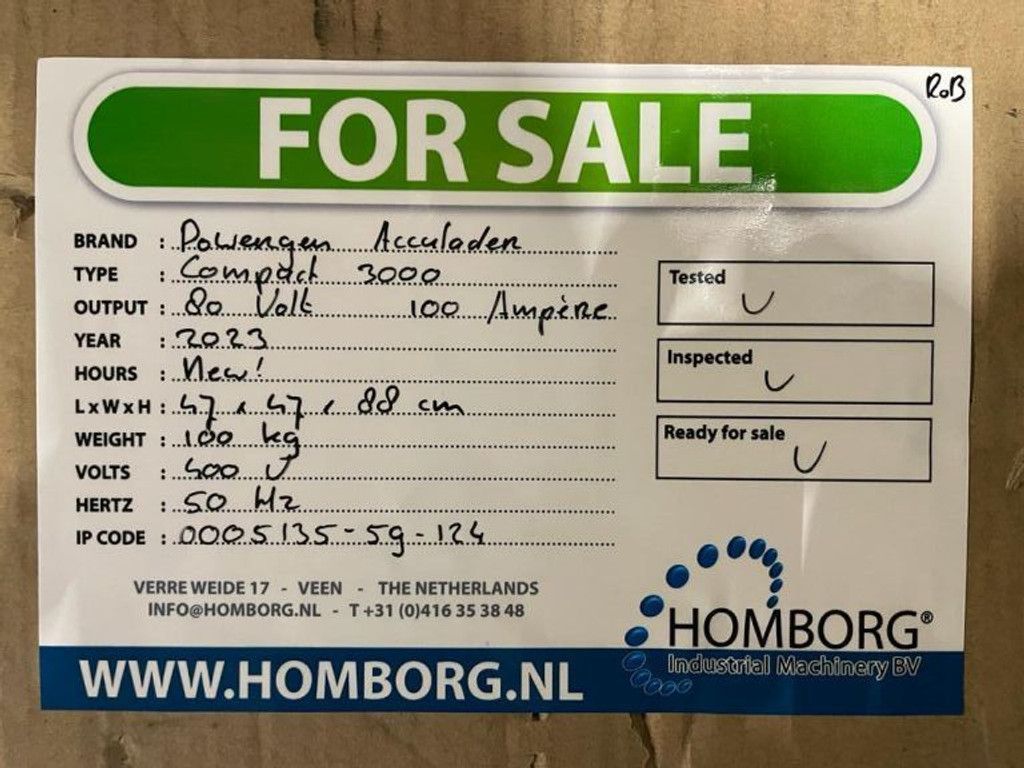 RoB
FOR SALE
BRAND : Powergen Acculader
TYPE : Compact 3000
OUTPUT : 80 Volt 100 Ampère
YEAR : 2023
HOURS : New!
LxWxH : 47 x 47 x 88 cm
WEIGHT : 100 kg
VOLTS : 400 V
HERTZ : 50 Hz
IP CODE : 0005135-59-124
Tested
Inspected
Ready for sale
VERRE WEIDE 17 - VEEN - THE NETHERLANDS
INFO@HOMBORG.NL - T +31 (0)416 35 38 48
HOMBORG®
Industrial Machinery BV
WWW.HOMBORG.NL